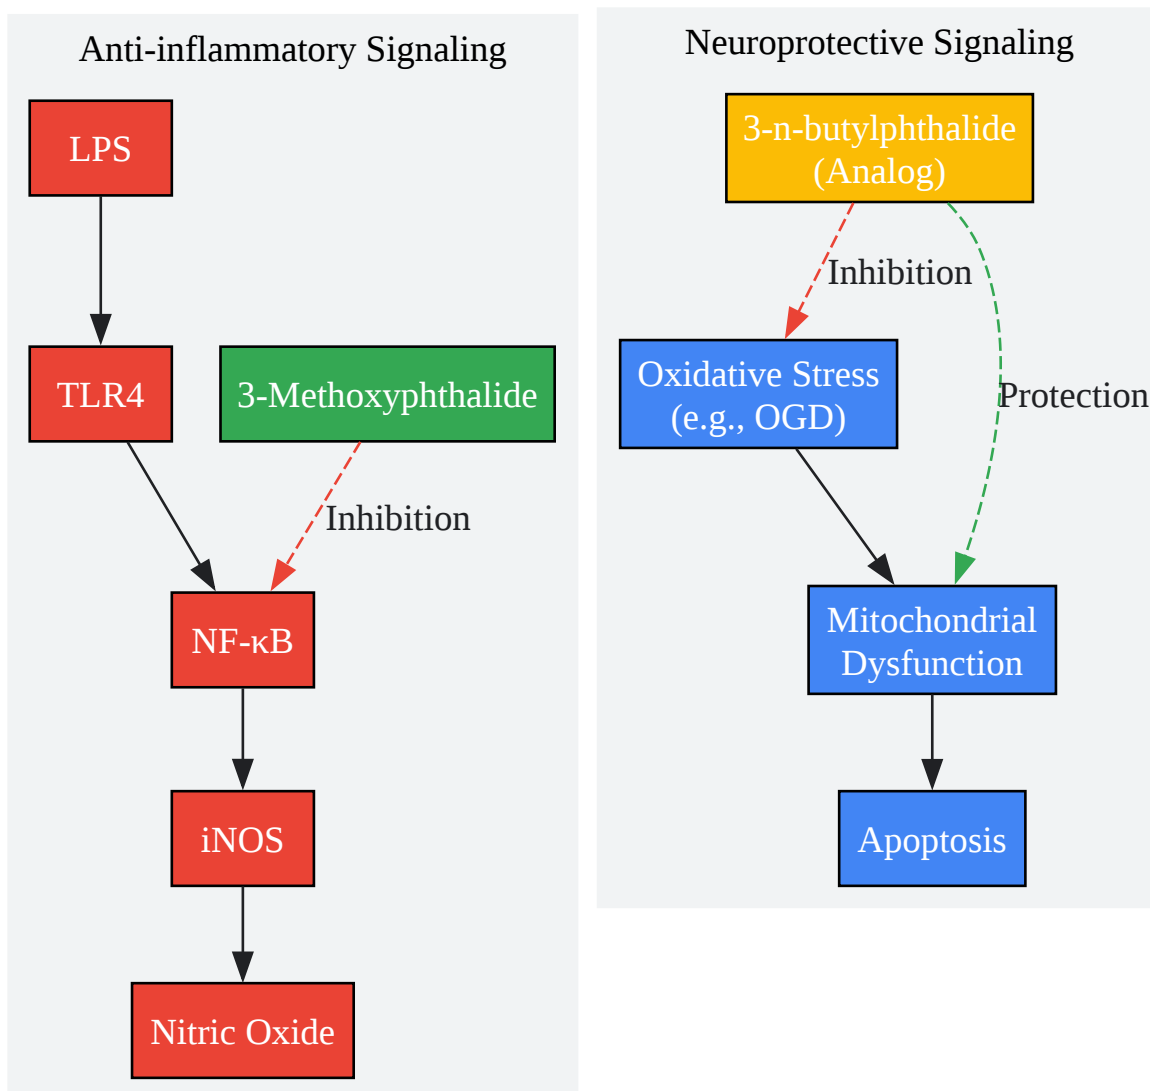 Anti-inflammatory Signaling
LPS
TLR4
3-Methoxyphthalide
Inhibition
NF-κB
iNOS
Nitric Oxide
Neuroprotective Signaling
3-n-butylphthalide
(Analog)
Inhibition
Oxidative Stress
(e.g., OGD)
Protection
Mitochondrial
Dysfunction
Apoptosis